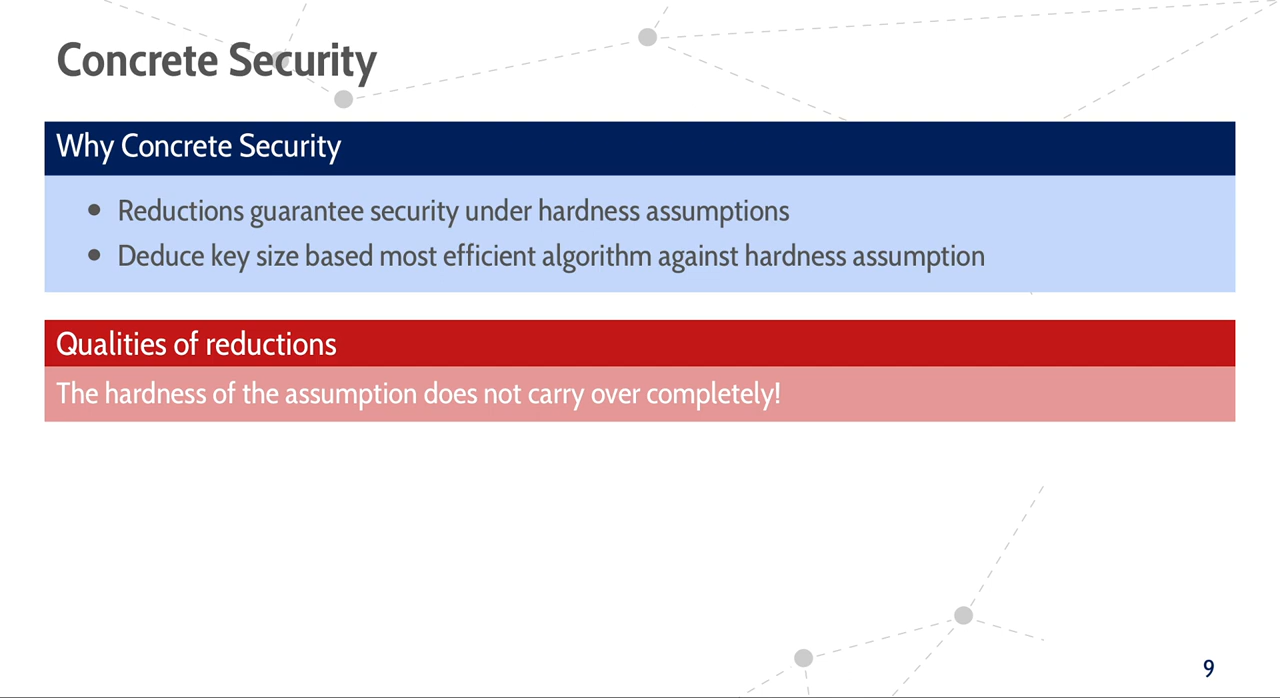 Concrete Security
Why Concrete Security
• Reductions guarantee security under hardness assumptions
• Deduce key size based most efficient algorithm against hardness assumption
Qualities of reductions
The hardness of the assumption does not carry over completely!
9